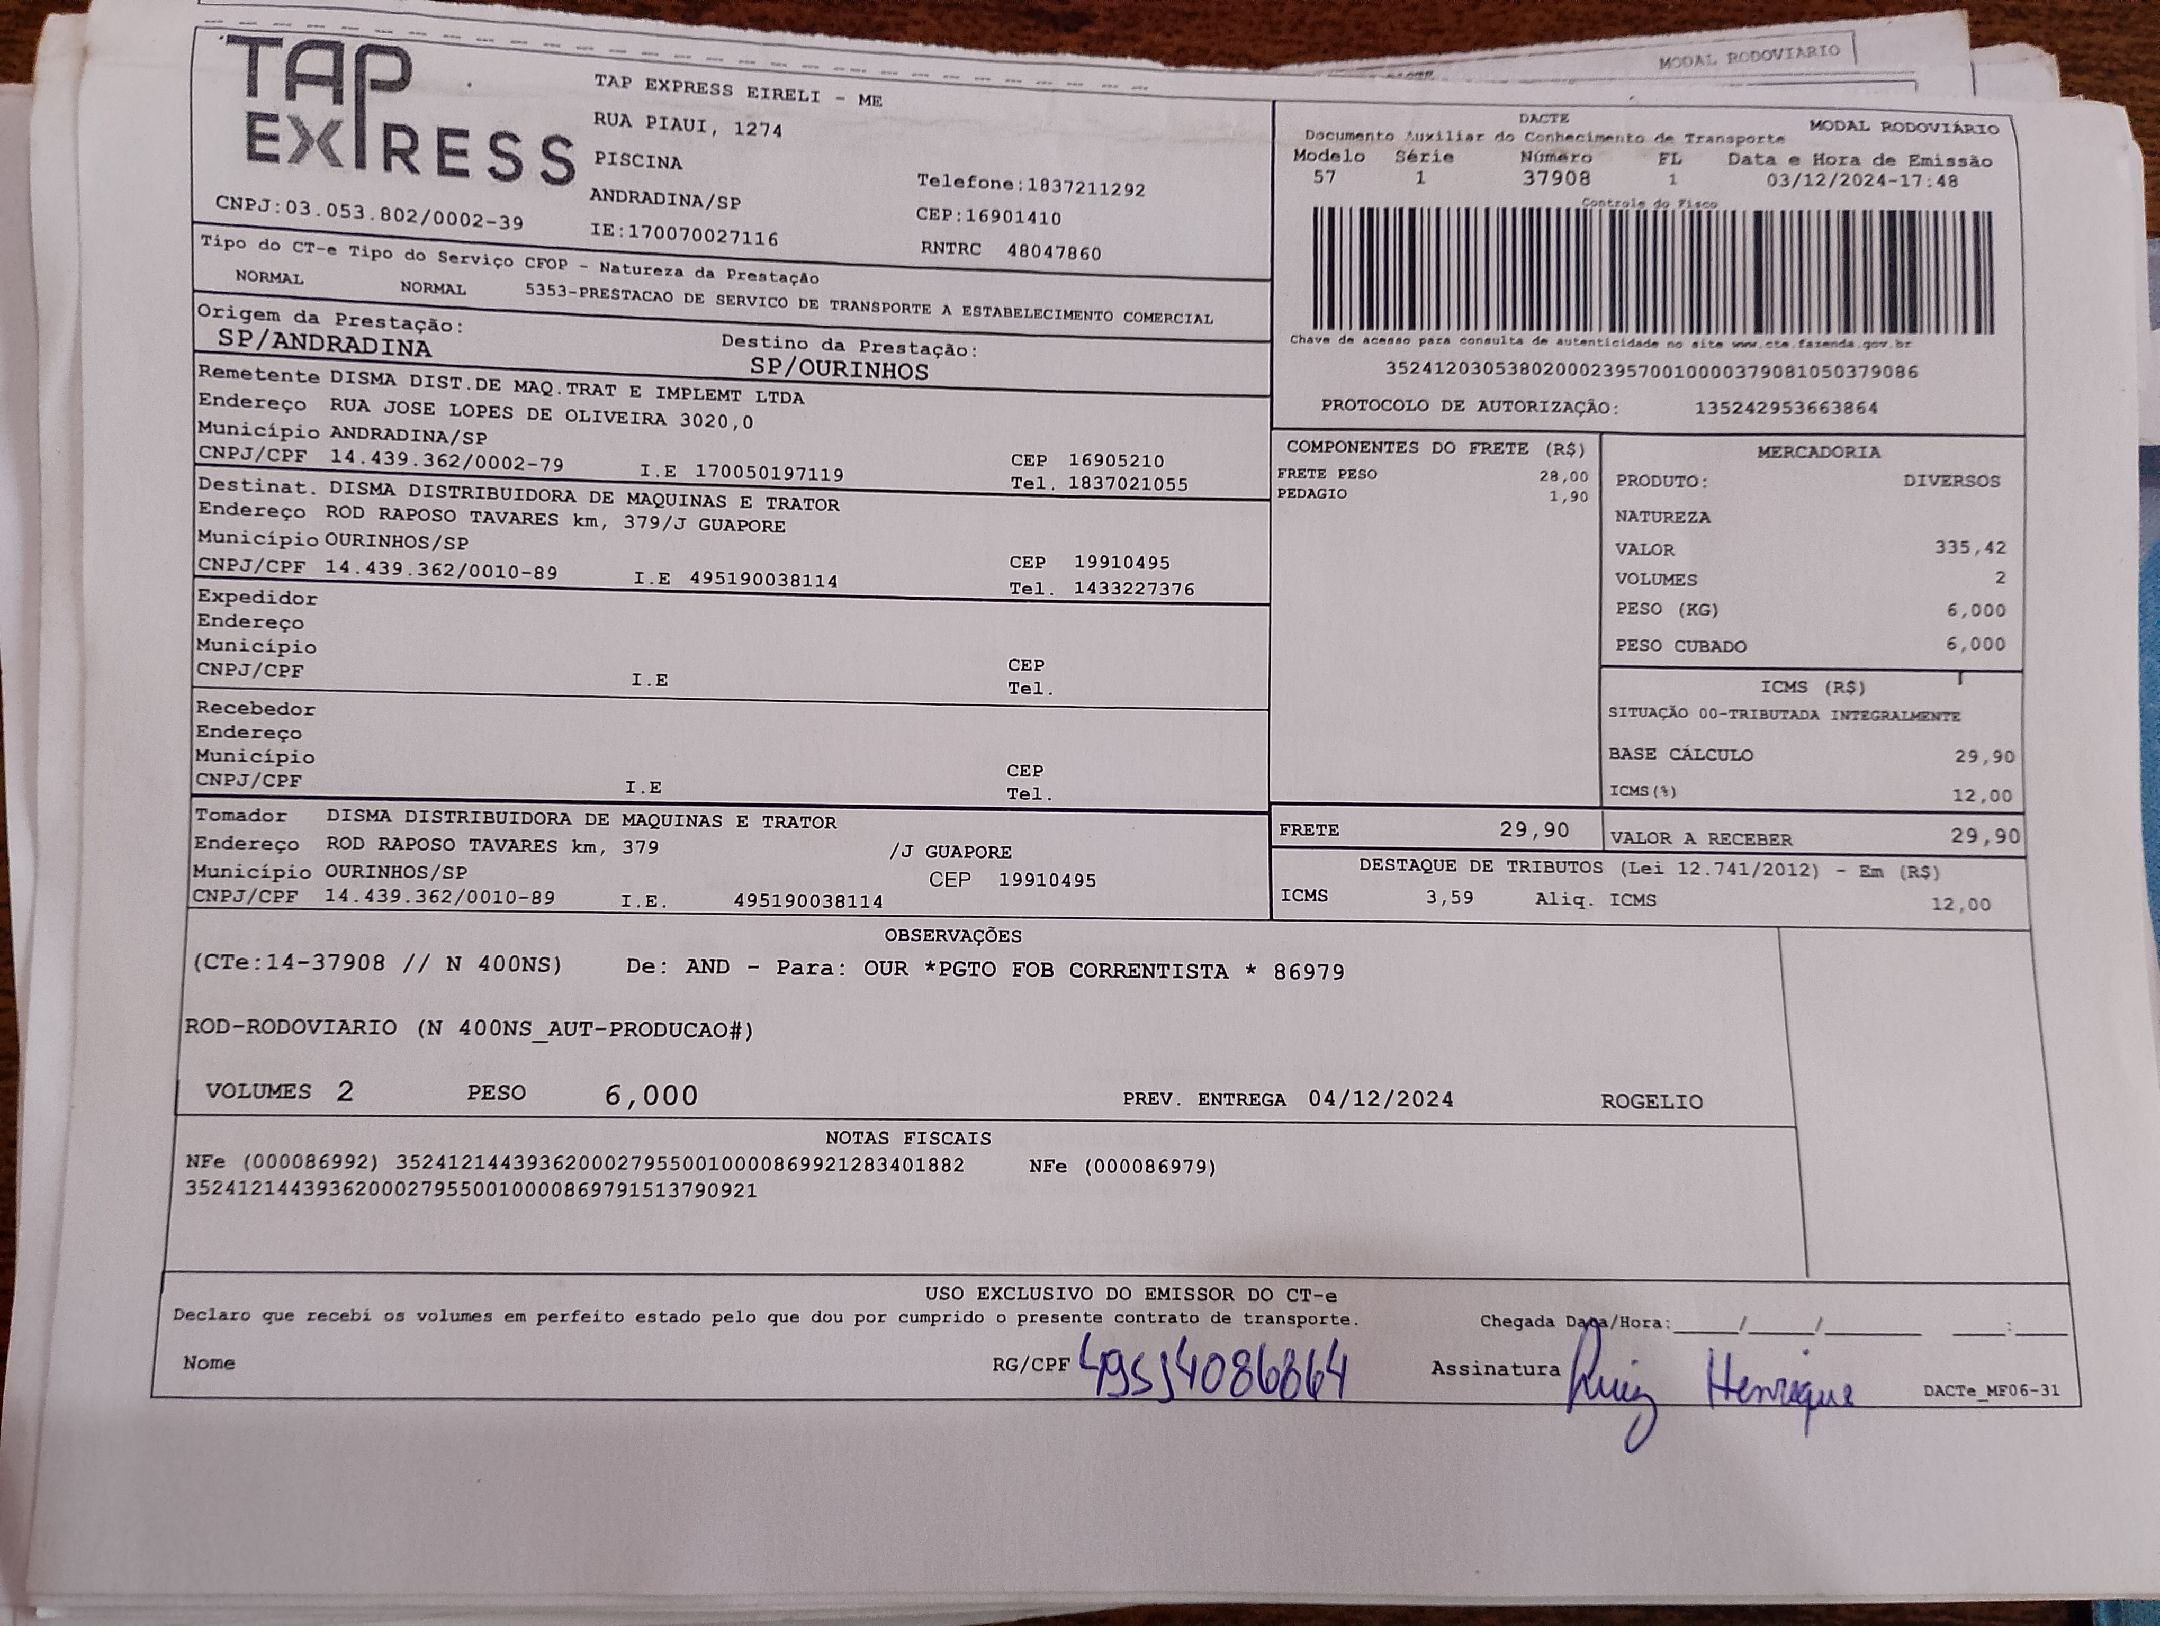 MODAL RODOVIARIO
TAP
EXPRESS
TAP EXPRESS EIRELI - ME
RUA PIAUI, 1274
PISCINA
ANDRADINA/SP
Telefone:1837211292
CEP:16901410
CNPJ:03.053.802/0002-39
IE:170070027116
RNTRC 48047860
DACTE
MODAL RODOVIÁRIO
Documento Auxiliar do Conhecimento de Transporte
Modelo Série Número FL Data e Hora de Emissão
57 1 37908 1 03/12/2024-17:48
Controle do Fisco
Chave de acesso para consulta de autenticidade no site www.cte.fazenda.gov.br
35241203053802000239570010000379081050379086
PROTOCOLO DE AUTORIZAÇÃO: 135242953663864
Tipo do CT-e Tipo do Serviço CFOP - Natureza da Prestação
NORMAL NORMAL 5353-PRESTACAO DE SERVICO DE TRANSPORTE A ESTABELECIMENTO COMERCIAL
Origem da Prestação:
SP/ANDRADINA
Destino da Prestação:
SP/OURINHOS
Remetente DISMA DIST.DE MAQ.TRAT E IMPLEMT LTDA
Endereço RUA JOSE LOPES DE OLIVEIRA 3020,0
Município ANDRADINA/SP
CEP 16905210
CNPJ/CPF 14.439.362/0002-79 I.E 170050197119 Tel. 1837021055
Destinat. DISMA DISTRIBUIDORA DE MAQUINAS E TRATOR
Endereço ROD RAPOSO TAVARES km, 379/J GUAPORE
Município OURINHOS/SP
CEP 19910495
CNPJ/CPF 14.439.362/0010-89 I.E 495190038114 Tel. 1433227376
Expedidor
Endereço
Município
CEP
CNPJ/CPF I.E Tel.
Recebedor
Endereço
Município
CEP
CNPJ/CPF I.E Tel.
Tomador DISMA DISTRIBUIDORA DE MAQUINAS E TRATOR
Endereço ROD RAPOSO TAVARES km, 379 /J GUAPORE
Município OURINHOS/SP CEP 19910495
CNPJ/CPF 14.439.362/0010-89 I.E. 495190038114
COMPONENTES DO FRETE (R$)
FRETE PESO 28,00
PEDAGIO 1,90
MERCADORIA
PRODUTO: DIVERSOS
NATUREZA
VALOR 335,42
VOLUMES 2
PESO (KG) 6,000
PESO CUBADO 6,000
ICMS (R$)
SITUAÇÃO 00-TRIBUTADA INTEGRALMENTE
BASE CÁLCULO 29,90
ICMS(%) 12,00
FRETE 29,90 VALOR A RECEBER 29,90
DESTAQUE DE TRIBUTOS (Lei 12.741/2012) - Em (R$)
ICMS 3,59 Aliq. ICMS 12,00
OBSERVAÇÕES
(CTe:14-37908 // N 400NS) De: AND - Para: OUR *PGTO FOB CORRENTISTA * 86979
ROD-RODOVIARIO (N 400NS_AUT-PRODUCAO#)
VOLUMES 2 PESO 6,000 PREV. ENTREGA 04/12/2024 ROGELIO
NOTAS FISCAIS
NFe (000086992) 35241214439362000279550010000869921283401882 NFe (000086979)
35241214439362000279550010000869791513790921
USO EXCLUSIVO DO EMISSOR DO CT-e
Declaro que recebi os volumes em perfeito estado pelo que dou por cumprido o presente contrato de transporte. Chegada Data/Hora:_____/_____/_______ ____:____
Nome RG/CPF Assinatura Henrique
DACTe_MF06-31